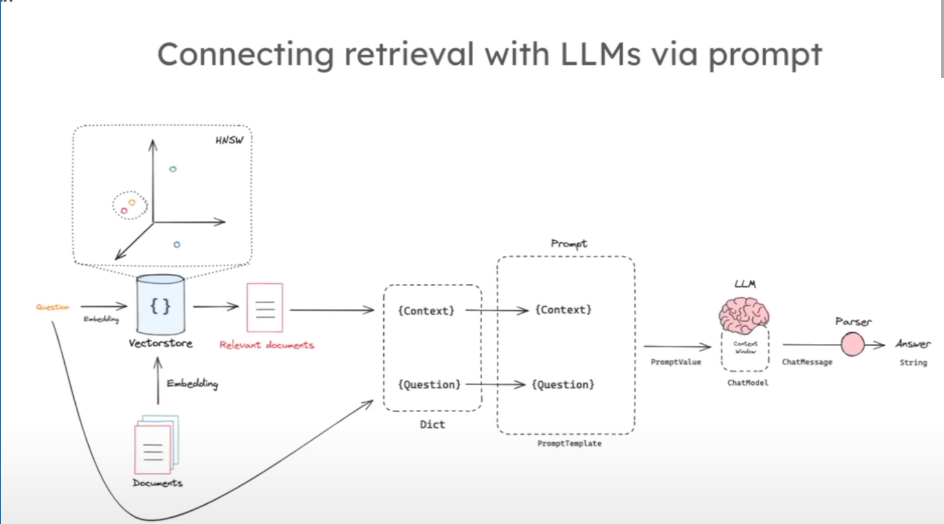 Connecting retrieval with LLMs via prompt
HNSW
Prompt
LLM
Question
Embedding
{ }
Vectorstore
Relevant documents
{Context}
{Context}
Context
Window
Parser
Answer
PromptValue
ChatMessage
String
ChatModel
{Question}
{Question}
Embedding
Dict
PromptTemplate
Documents